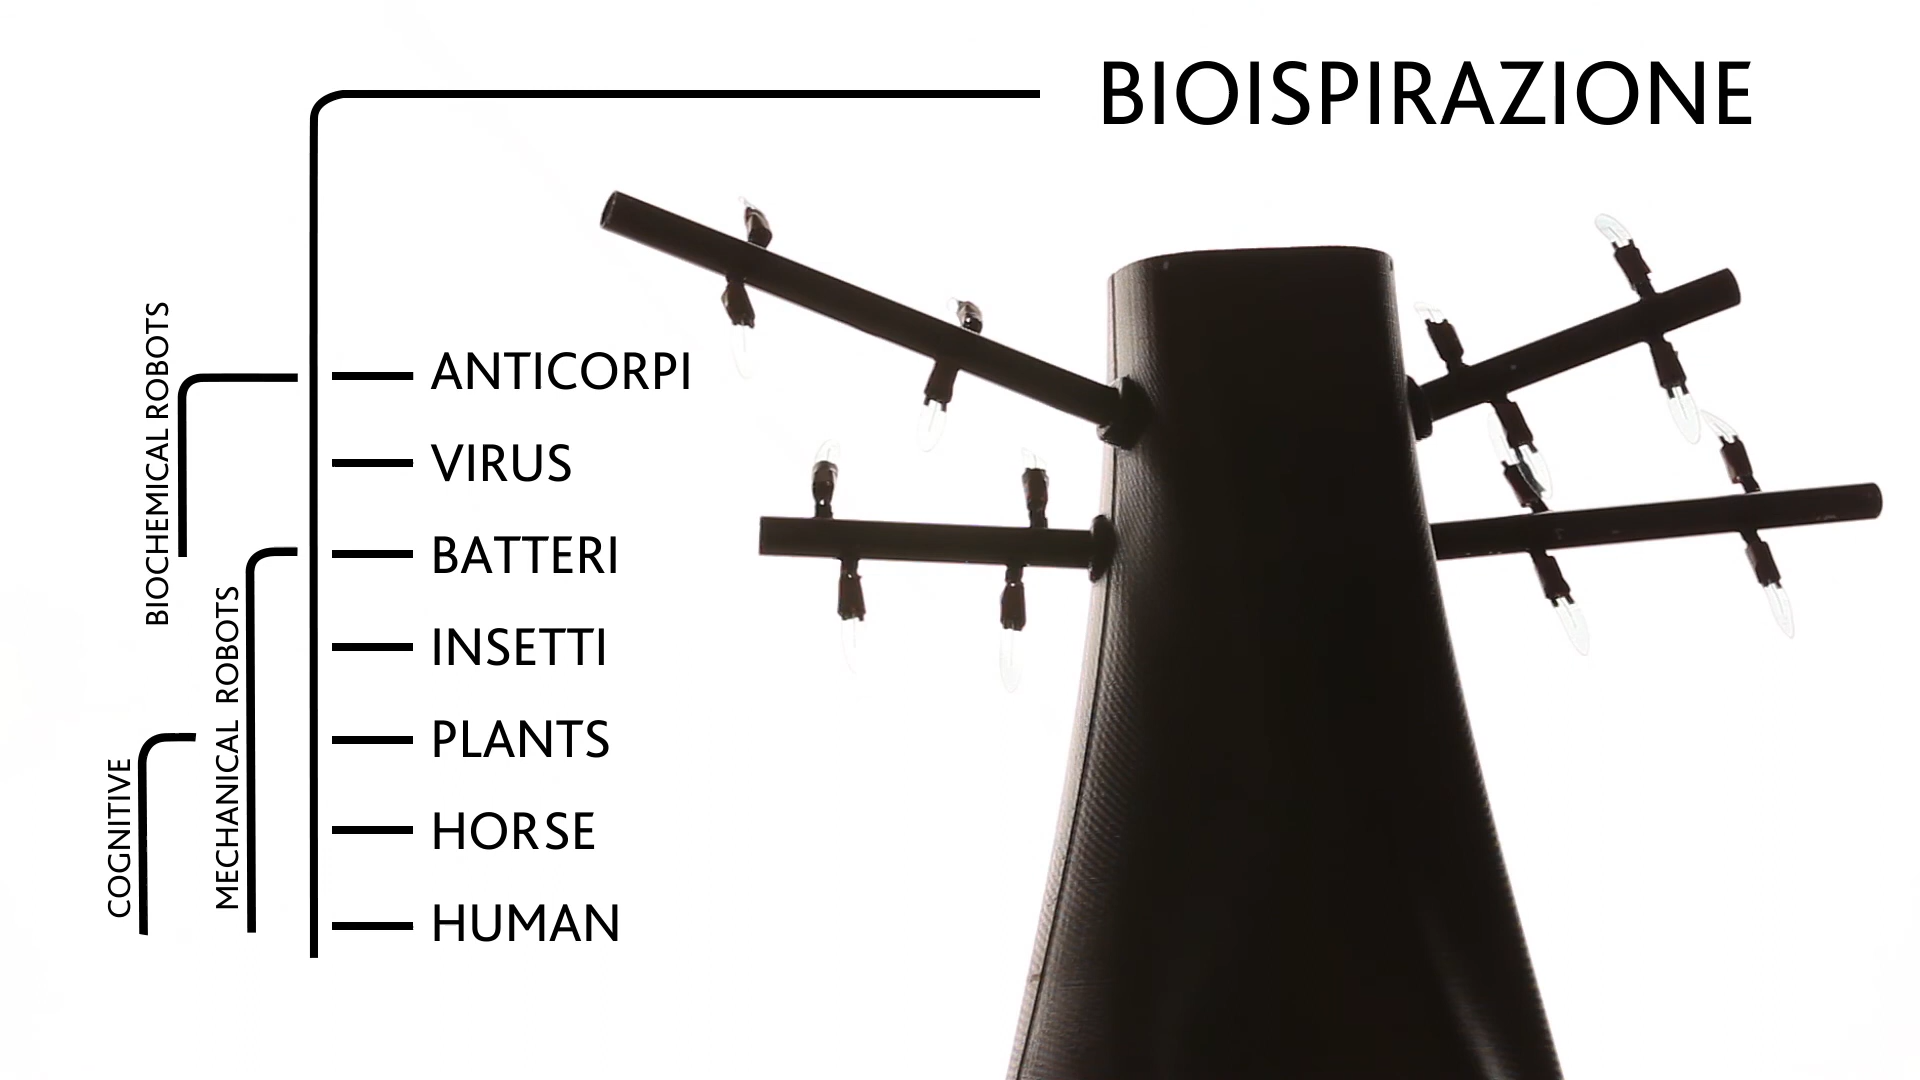 BIOISPIRAZIONE
BIOCHEMICAL ROBOTS
MECHANICAL ROBOTS
COGNITIVE
ANTICORPI
VIRUS
BATTERI
INSETTI
PLANTS
HORSE
HUMAN